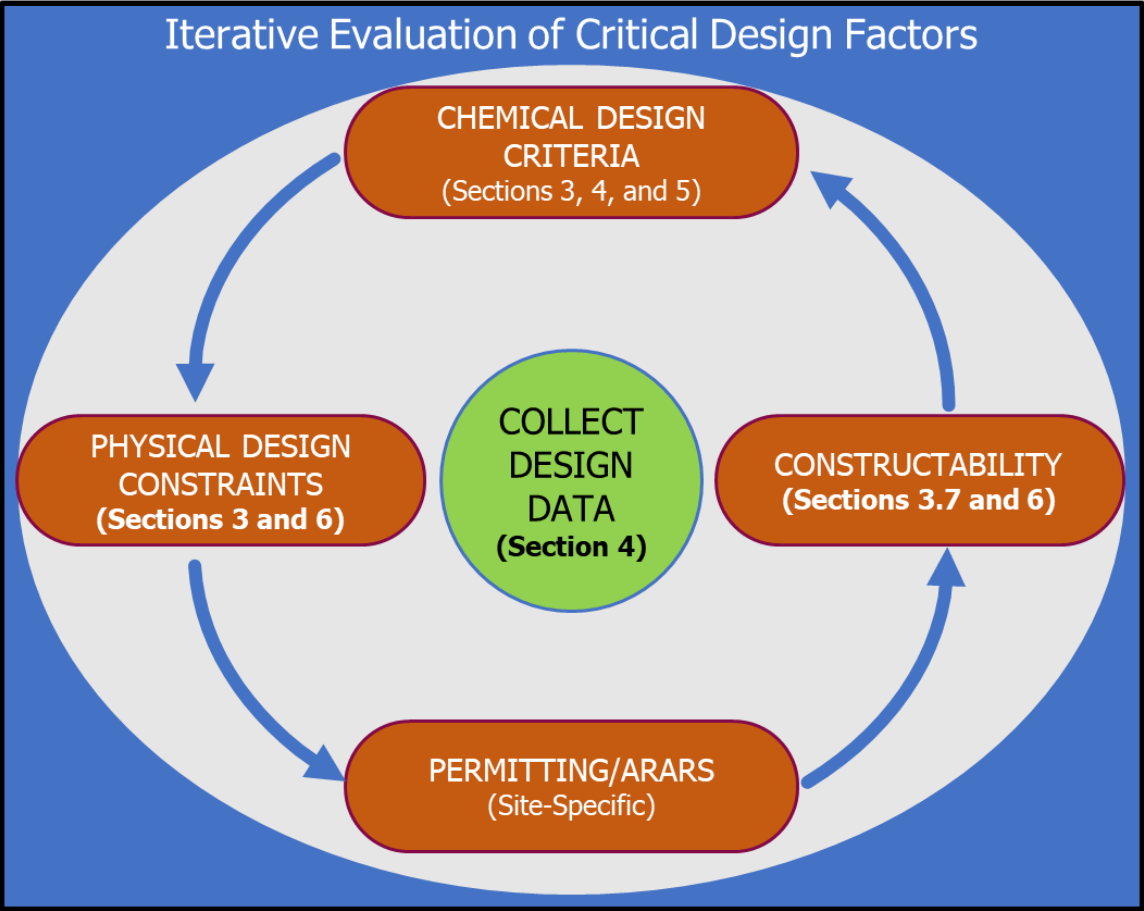 Iterative Evaluation of Critical Design Factors
CHEMICAL DESIGN
CRITERIA
(Sections 3, 4, and 5)
PHYSICAL DESIGN
CONSTRAINTS
(Sections 3 and 6)
COLLECT
DESIGN
DATA
(Section 4)
CONSTRUCTABILITY
(Sections 3.7 and 6)
PERMITTING/ARARS
(Site-Specific)